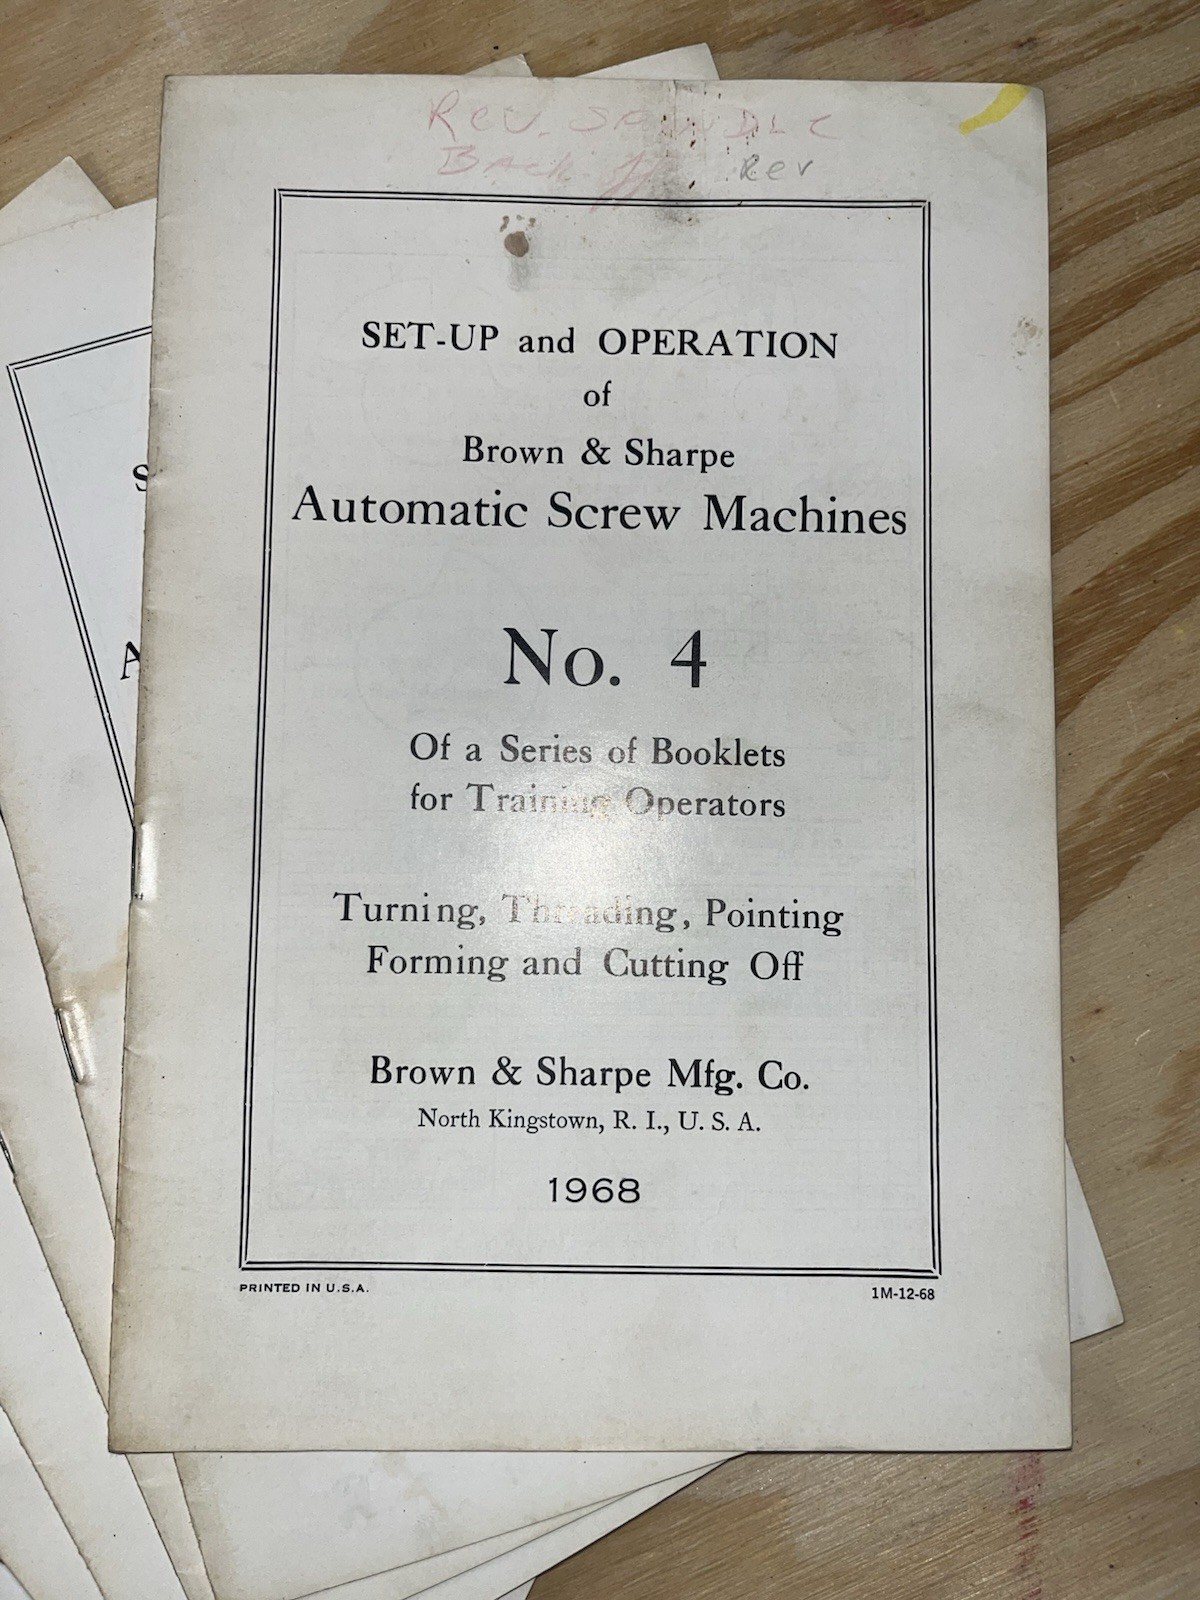 Rev. SPINDLE
Back off Rev
SET-UP and OPERATION
of
Brown & Sharpe
Automatic Screw Machines
No. 4
Of a Series of Booklets
for Training Operators
Turning, Threading, Pointing
Forming and Cutting Off
Brown & Sharpe Mfg. Co.
North Kingstown, R. I., U. S. A.
1968
PRINTED IN U.S.A.
1M-12-68
S
A